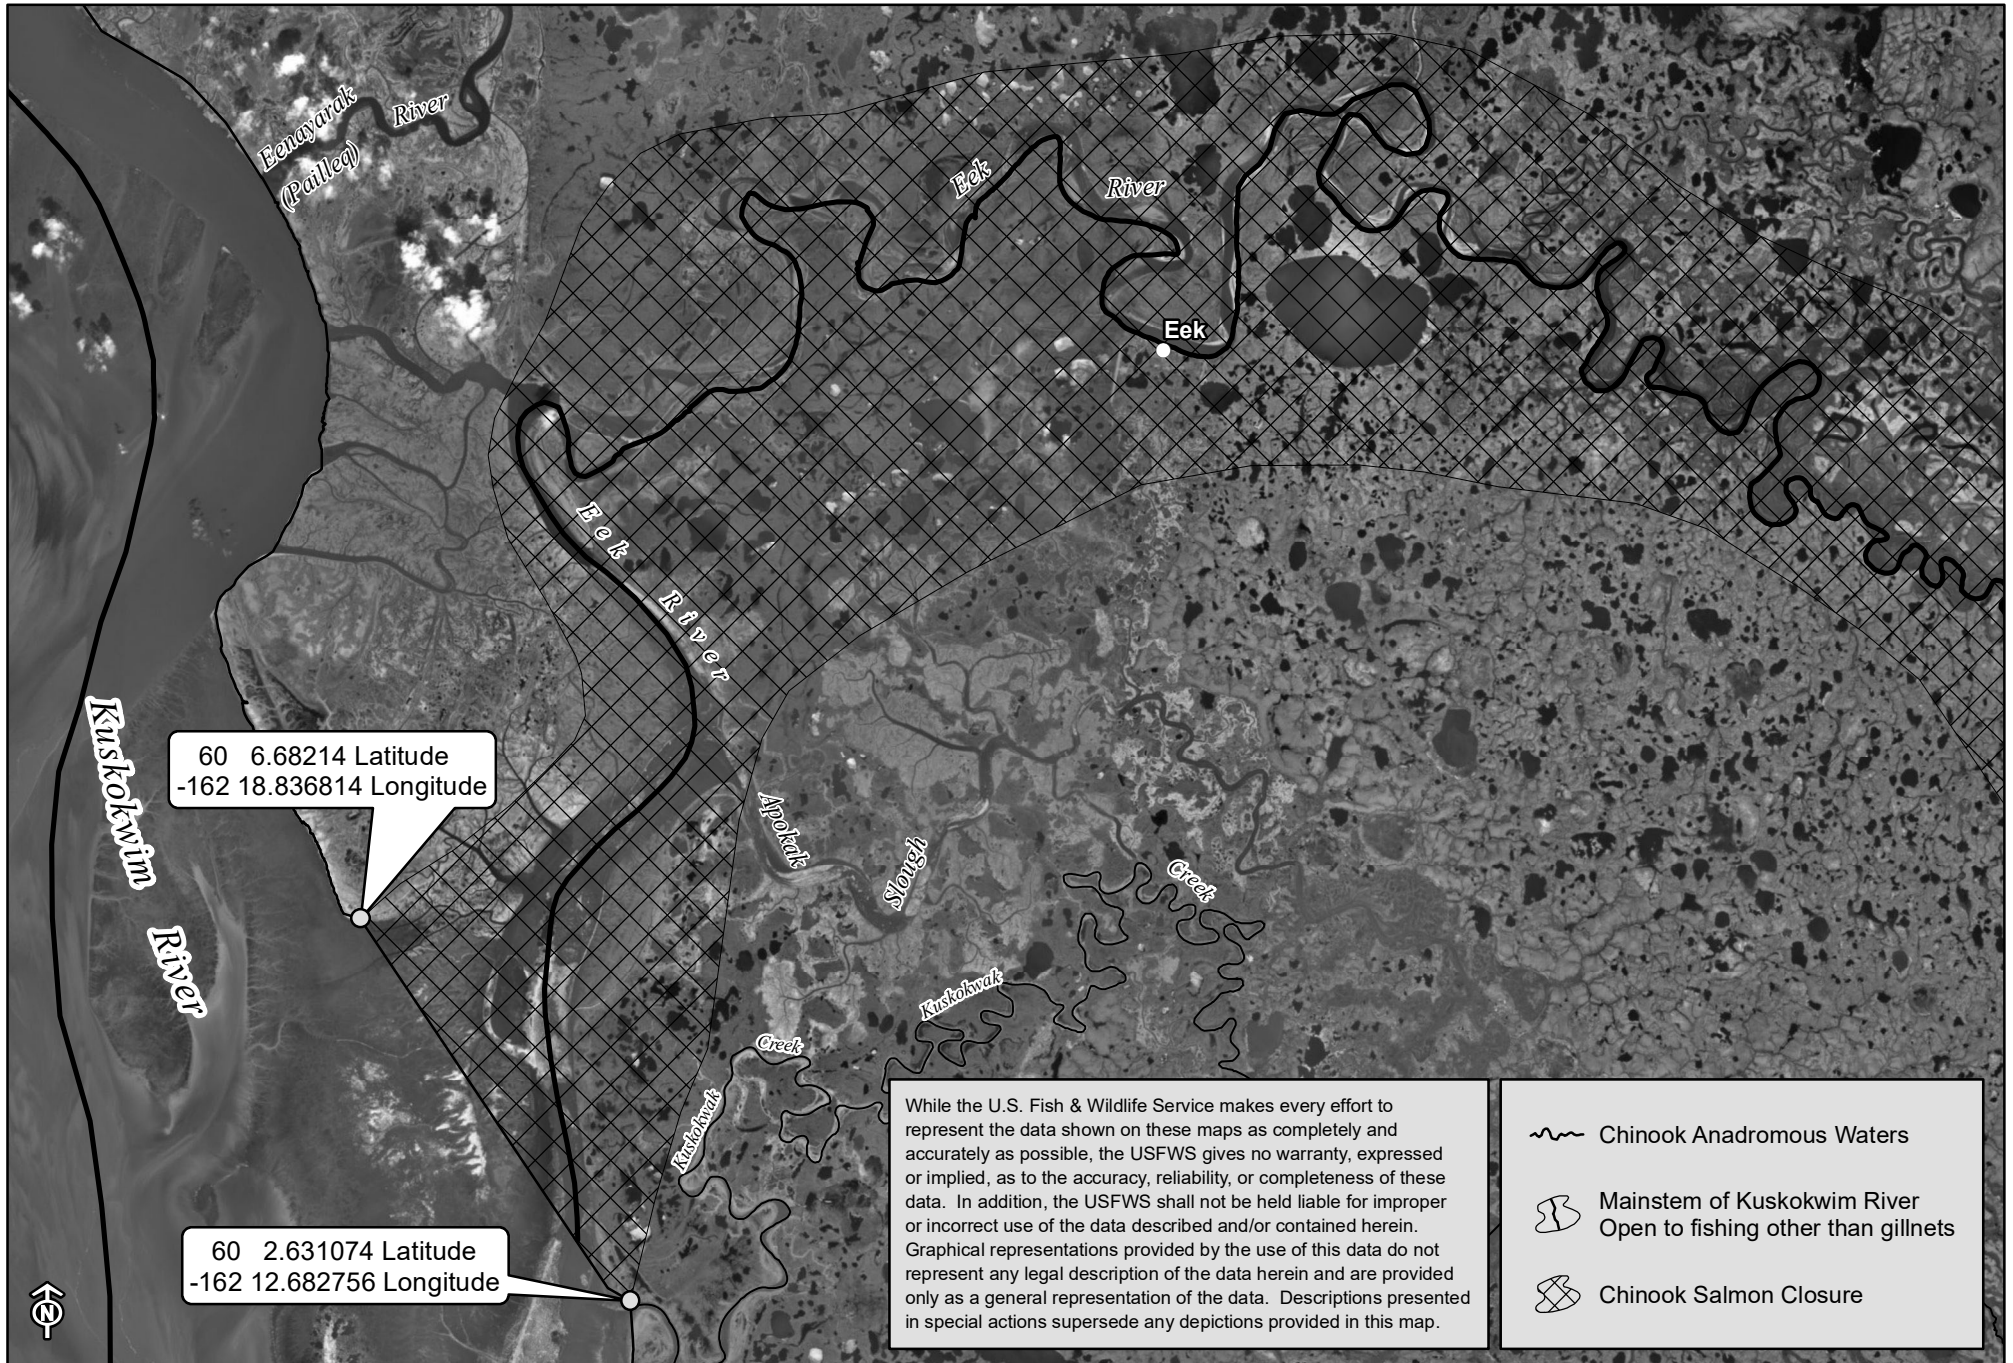 Eenayarak River
(Pailleq)
Eek River
Eek
Eek River
Kuskokwim
River
60 6.68214 Latitude
-162 18.836814 Longitude
Apokak
Slough
Creek
Kuskokwak
Creek
Kuskokwak
60 2.631074 Latitude
-162 12.682756 Longitude
N
While the U.S. Fish & Wildlife Service makes every effort to
represent the data shown on these maps as completely and
accurately as possible, the USFWS gives no warranty, expressed
or implied, as to the accuracy, reliability, or completeness of these
data. In addition, the USFWS shall not be held liable for improper
or incorrect use of the data described and/or contained herein.
Graphical representations provided by the use of this data do not
represent any legal description of the data herein and are provided
only as a general representation of the data. Descriptions presented
in special actions supersede any depictions provided in this map.
Chinook Anadromous Waters
Mainstem of Kuskokwim River
Open to fishing other than gillnets
Chinook Salmon Closure